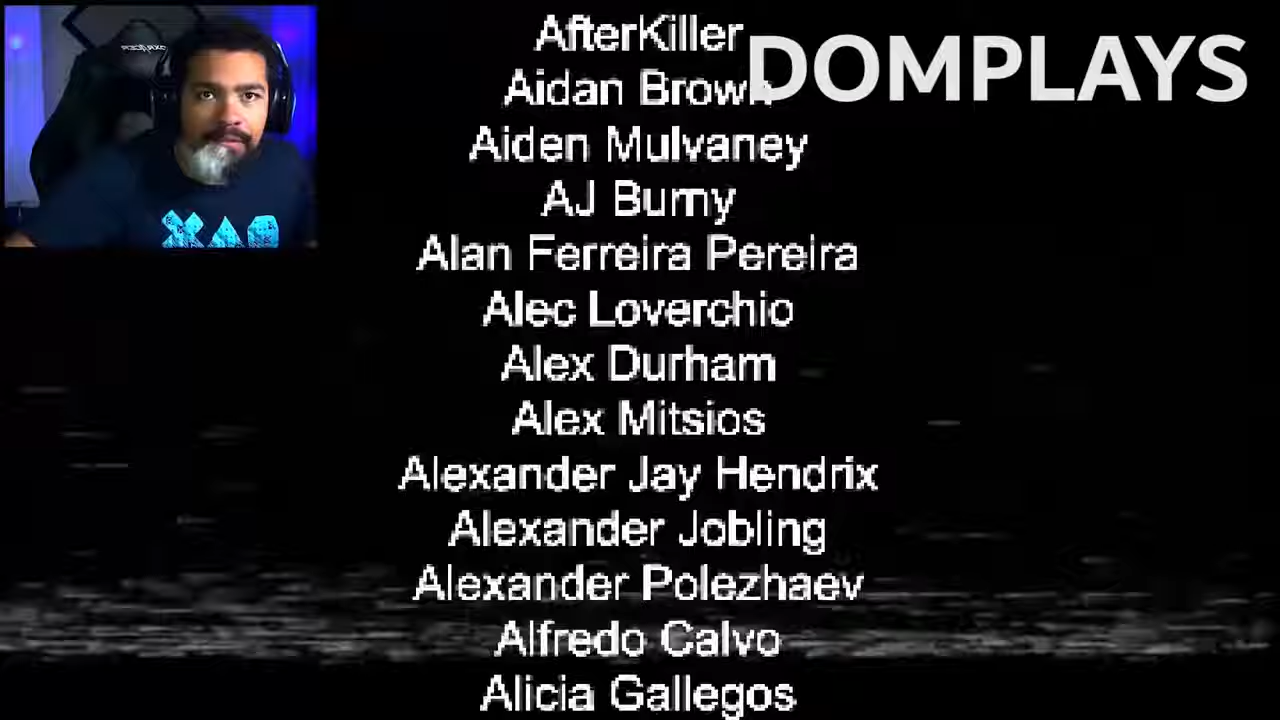 AfterKiller
DOMPLAYS
Aidan Brown
Aiden Mulvaney
AJ Burny
Alan Ferreira Pereira
Alec Loverchio
Alex Durham
Alex Mitsios
Alexander Jay Hendrix
Alexander Jobling
Alexander Polezhaev
Alfredo Calvo
Alicia Gallegos